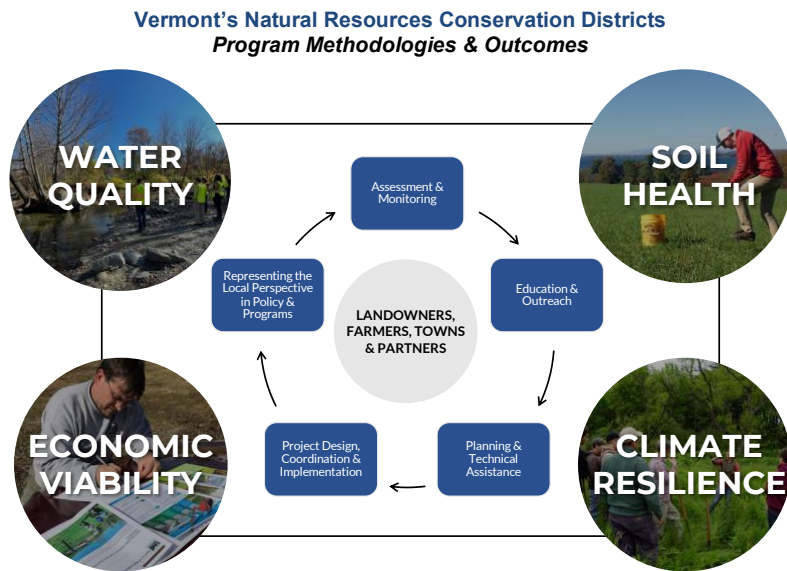 Vermont's Natural Resources Conservation Districts
Program Methodologies & Outcomes
WATER
QUALITY
SOIL
HEALTH
Assessment &
Monitoring
Representing the
Local Perspective
in Policy &
Programs
Education &
Outreach
LANDOWNERS,
FARMERS, TOWNS
& PARTNERS
Project Design,
Coordination &
Implementation
Planning &
Technical
Assistance
ECONOMIC
VIABILITY
CLIMATE
RESILIENCE